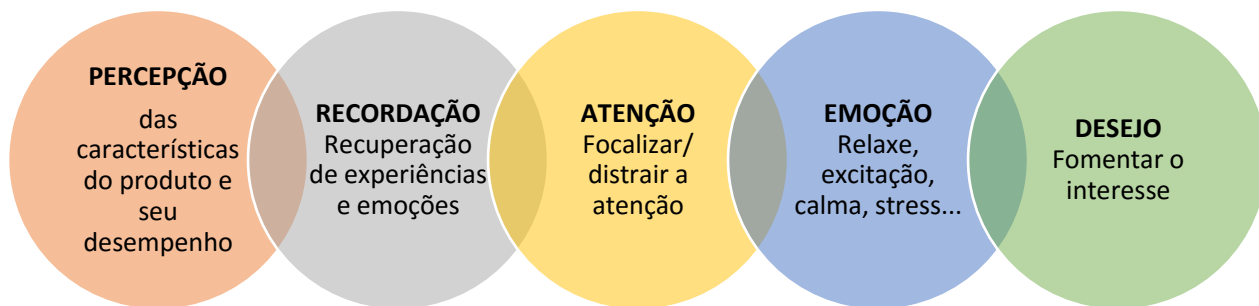 PERCEPÇÃO
das
características
do produto e
seu
desempenho
RECORDAÇÃO
Recuperação
de experiências
e emoções
ATENÇÃO
Focalizar/
distrair a
atenção
EMOÇÃO
Relaxe,
excitação,
calma, stress...
DESEJO
Fomentar o
interesse